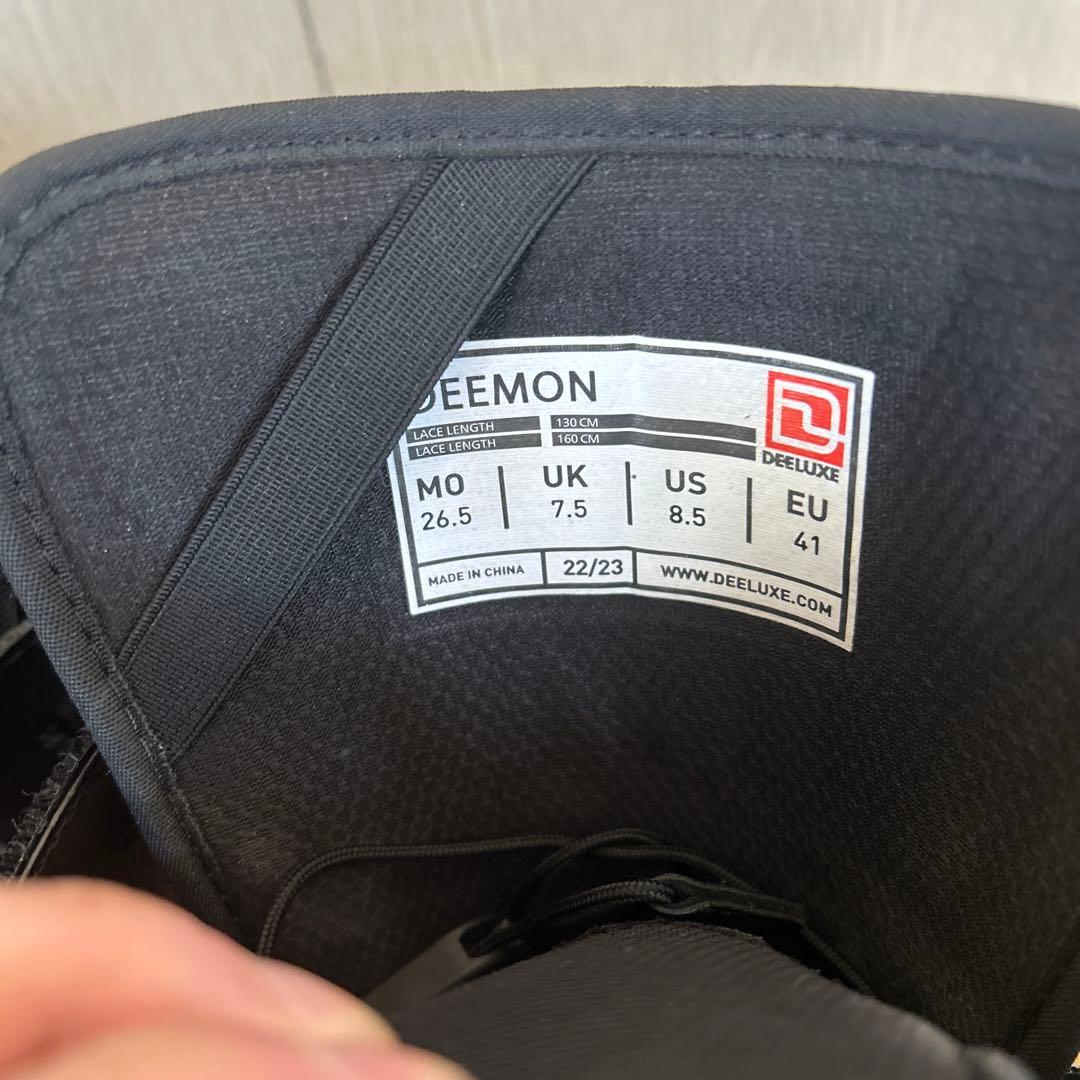 DEEMON
LACE LENGTH 130 CM
LACE LENGTH 160 CM
DEELUXE
MO UK US EU
26.5 7.5 8.5 41
MADE IN CHINA 22/23 WWW.DEELUXE.COM